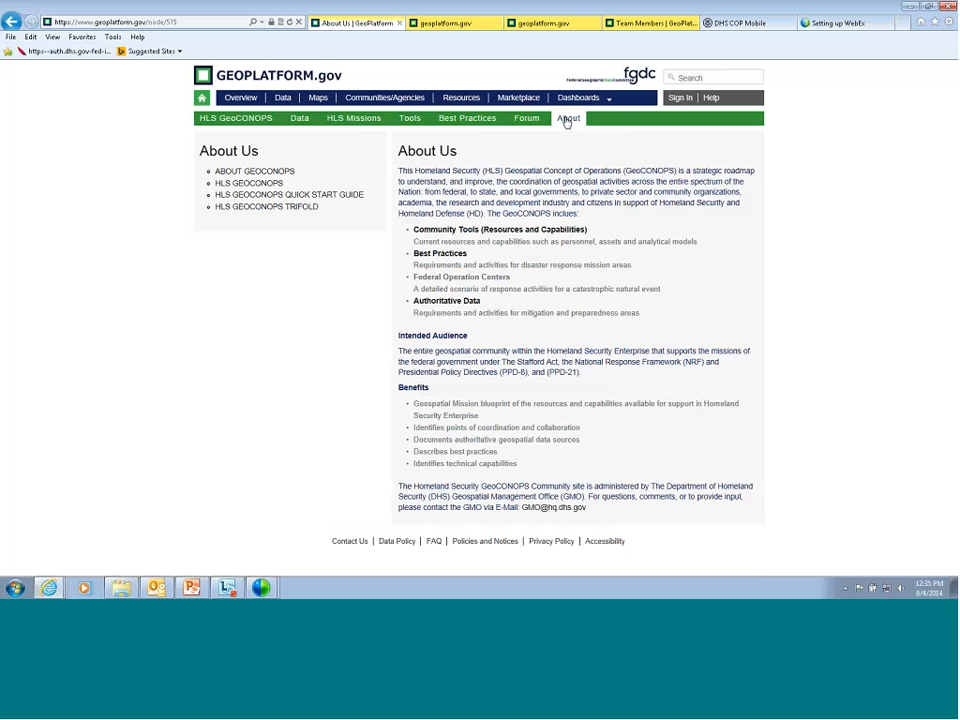 https://www.geoplatform.gov/node/575
About Us | GeoPlatform
geoplatform.gov
geoplatform.gov
Team Members | GeoPlat...
DHS COP Mobile
Setting up WebEx
File Edit View Favorites Tools Help
https--auth.dhs.gov-fed-i...
Suggested Sites
GEOPLATFORM.gov
fgdc
Search
Overview Data Maps Communities/Agencies Resources Marketplace Dashboards
Sign In | Help
HLS GeoCONOPS Data HLS Missions Tools Best Practices Forum About
About Us
ABOUT GEOCONOPS
HLS GEOCONOPS
HLS GEOCONOPS QUICK START GUIDE
HLS GEOCONOPS TRIFOLD
About Us
This Homeland Security (HLS) Geospatial Concept of Operations (GeoCONOPS) is a strategic roadmap
to understand, and improve, the coordination of geospatial activities across the entire spectrum of the
Nation: from federal, to state, and local governments, to private sector and community organizations,
academia, the research and development industry and citizens in support of Homeland Security and
Homeland Defense (HD). The GeoCONOPS inclues:
• Community Tools (Resources and Capabilities)
Current resources and capabilities such as personnel, assets and analytical models
• Best Practices
Requirements and activities for disaster response mission areas
• Federal Operation Centers
A detailed scenario of response activities for a catastrophic natural event
• Authoritative Data
Requirements and activities for mitigation and preparedness areas
Intended Audience
The entire geospatial community within the Homeland Security Enterprise that supports the missions of
the federal government under The Stafford Act, the National Response Framework (NRF) and
Presidential Policy Directives (PPD-8), and (PPD-21).
Benefits
• Geospatial Mission blueprint of the resources and capabilities available for support in Homeland
Security Enterprise
• Identifies points of coordination and collaboration
• Documents authoritative geospatial data sources
• Describes best practices
• Identifies technical capabilities
The Homeland Security GeoCONOPS Community site is administered by The Department of Homeland
Security (DHS) Geospatial Management Office (GMO). For questions, comments, or to provide input,
please contact the GMO via E-Mail: GMO@hq.dhs.gov
Contact Us | Data Policy | FAQ | Policies and Notices | Privacy Policy | Accessibility
12:35 PM
6/4/2014